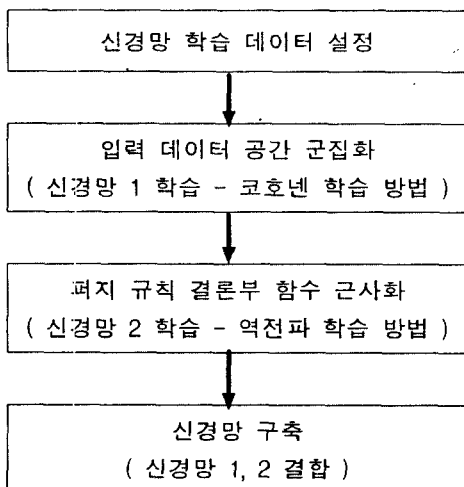 신경망 학습 데이터 설정
입력 데이터 공간 군집화
( 신경망 1 학습 - 코호넨 학습 방법 )
퍼지 규칙 결론부 함수 근사화
( 신경망 2 학습 - 역전파 학습 방법 )
신경망 구축
( 신경망 1, 2 결합 )